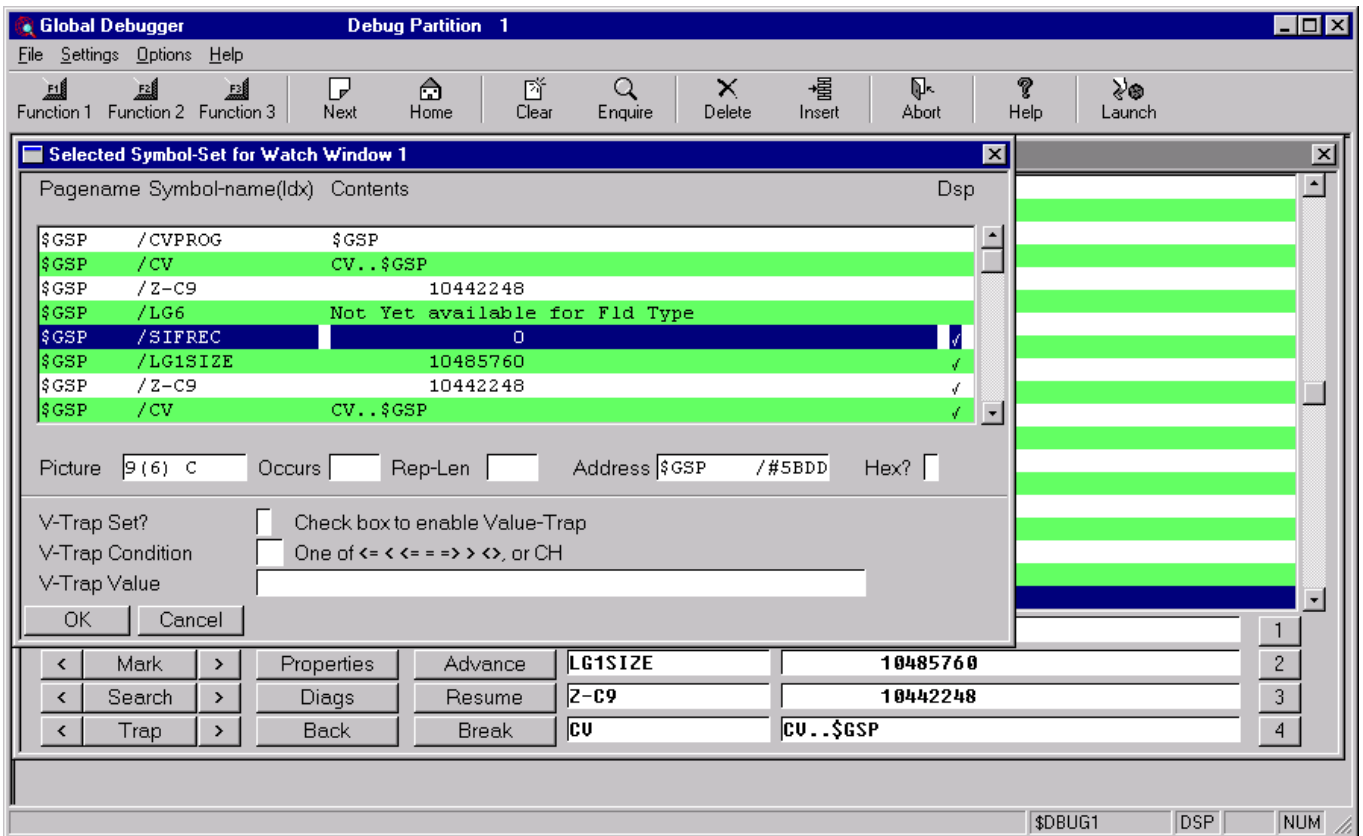 Global Debugger Debug Partition 1
File Settings Options Help
F1 F2 F3
Function 1 Function 2 Function 3 Next Home Clear Enquire Delete Insert Abort Help Launch
Selected Symbol-Set for Watch Window 1
Pagename Symbol-name(Idx) Contents Dsp
$GSP /CVPROG $GSP
$GSP /CV CV..$GSP
$GSP /Z-C9 10442248
$GSP /LG6 Not Yet available for Fld Type
$GSP /SIFREC 0 √
$GSP /LG1SIZE 10485760 √
$GSP /Z-C9 10442248 √
$GSP /CV CV..$GSP √
Picture 9(6) C Occurs Rep-Len Address $GSP /#5BDD Hex?
V-Trap Set? Check box to enable Value-Trap
V-Trap Condition One of <= < <= = => > <>, or CH
V-Trap Value
OK Cancel
1
< Mark > Properties Advance LG1SIZE 10485760 2
< Search > Diags Resume Z-C9 10442248 3
< Trap > Back Break CV CV..$GSP 4
$DBUG1 DSP NUM